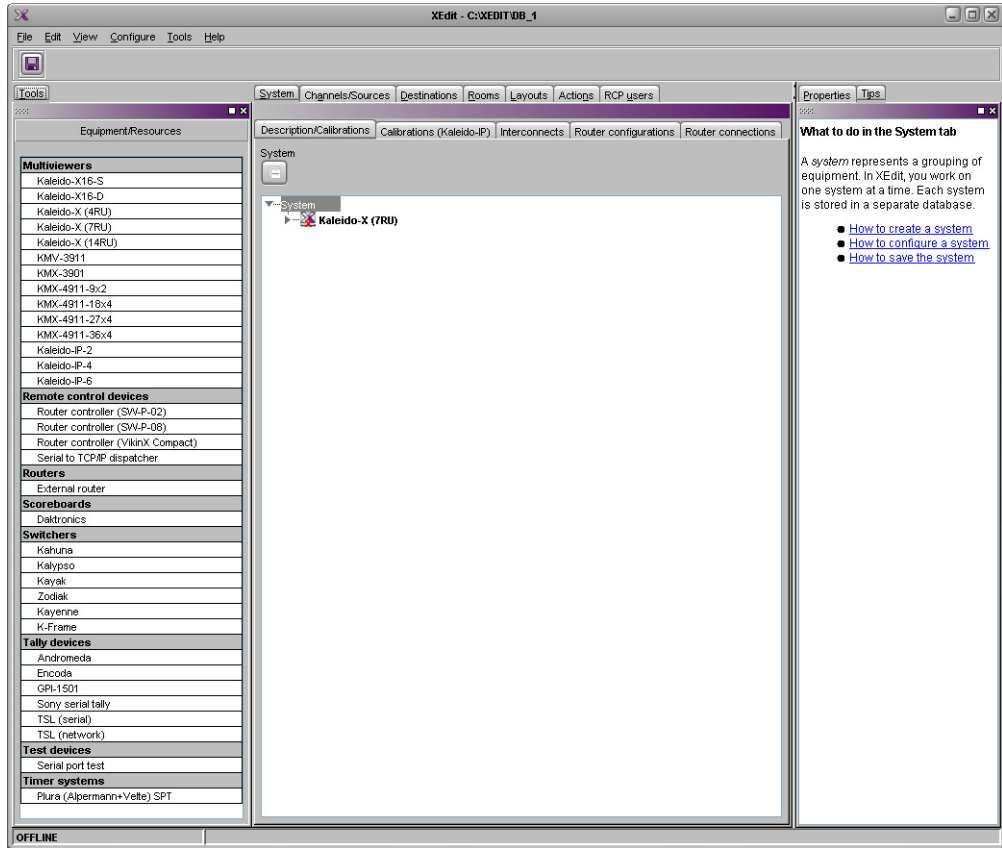 XEdit - C:\XEDIT\DB_1
File Edit View Configure Tools Help
Tools
Equipment/Resources
Multiviewers
Kaleido-X16-S
Kaleido-X16-D
Kaleido-X (4RU)
Kaleido-X (7RU)
Kaleido-X (14RU)
KMV-3911
KMX-3901
KMX-4911-9x2
KMX-4911-18x4
KMX-4911-27x4
KMX-4911-36x4
Kaleido-IP-2
Kaleido-IP-4
Kaleido-IP-6
Remote control devices
Router controller (SW-P-02)
Router controller (SW-P-08)
Router controller (VikinX Compact)
Serial to TCP/IP dispatcher
Routers
External router
Scoreboards
Daktronics
Switchers
Kahuna
Kalypso
Kayak
Zodiak
Kayenne
K-Frame
Tally devices
Andromeda
Encoda
GPI-1501
Sony serial tally
TSL (serial)
TSL (network)
Test devices
Serial port test
Timer systems
Plura (Alpermann+Velte) SPT
System Channels/Sources Destinations Rooms Layouts Actions RCP users
Description/Calibrations Calibrations (Kaleido-IP) Interconnects Router configurations Router connections
System
System
Kaleido-X (7RU)
Properties Tips
What to do in the System tab
A system represents a grouping of
equipment. In XEdit, you work on
one system at a time. Each system
is stored in a separate database.
How to create a system
How to configure a system
How to save the system
OFFLINE